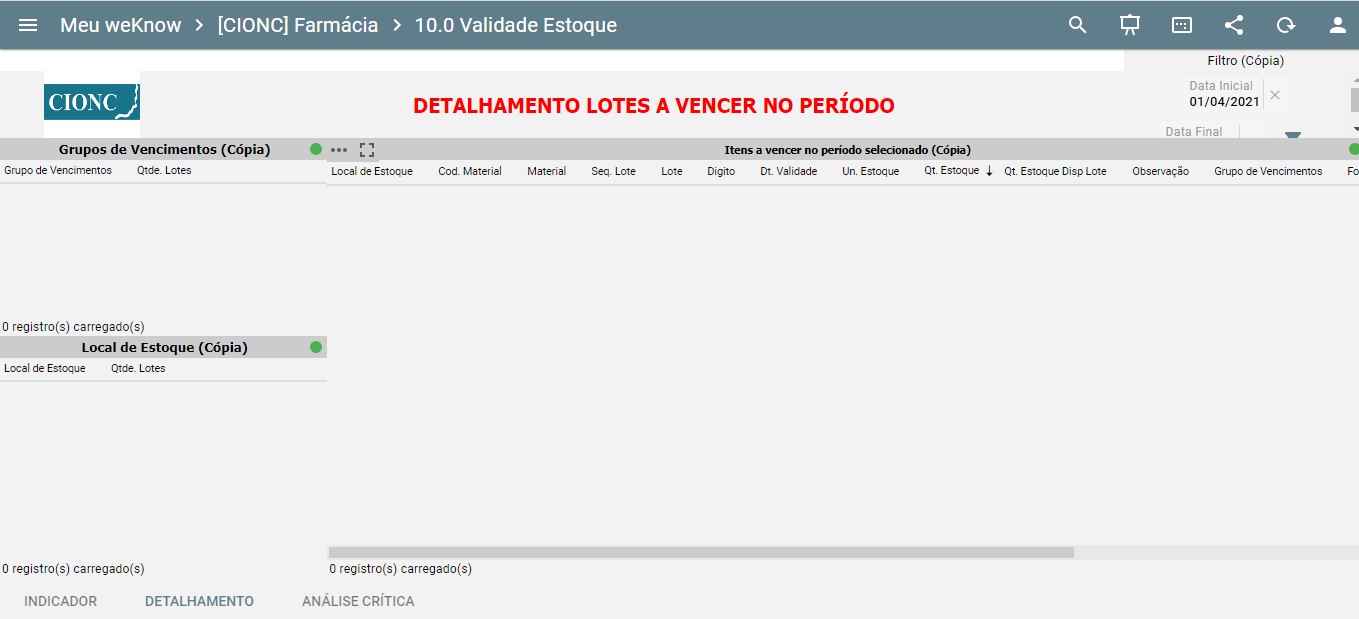 Meu weKnow > [CIONC] Farmácia > 10.0 Validade Estoque
Filtro (Cópia)
Data Inicial
01/04/2021
Data Final
CIONC
DETALHAMENTO LOTES A VENCER NO PERÍODO
Grupos de Vencimentos (Cópia)
Grupo de Vencimentos Qtde. Lotes
0 registro(s) carregado(s)
Local de Estoque (Cópia)
Local de Estoque Qtde. Lotes
0 registro(s) carregado(s)
Itens a vencer no período selecionado (Cópia)
Local de Estoque Cod. Material Material Seq. Lote Lote Digito Dt. Validade Un. Estoque Qt. Estoque ↓ Qt. Estoque Disp Lote Observação Grupo de Vencimentos Fo
0 registro(s) carregado(s)
INDICADOR DETALHAMENTO ANÁLISE CRÍTICA